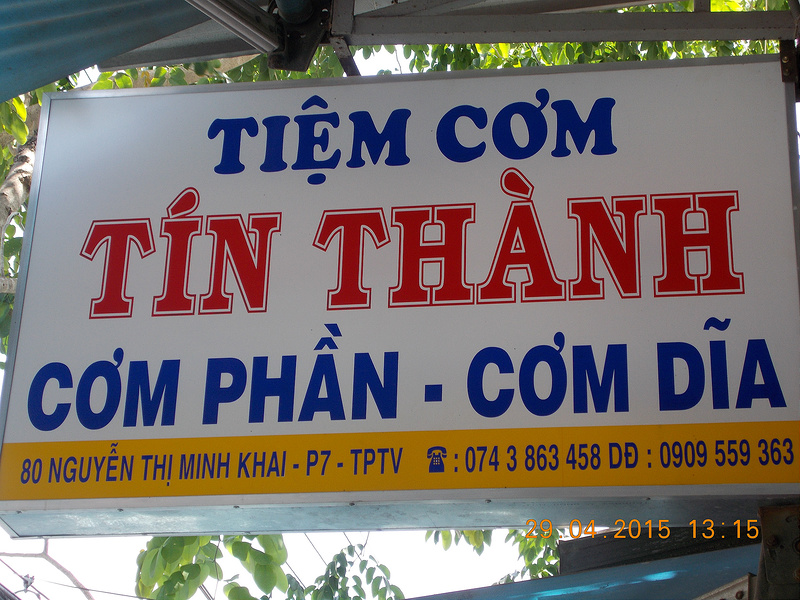 TIỆM CƠM
TÍN THÀNH
CƠM PHẦN - CƠM DĨA
80 NGUYỄN THỊ MINH KHAI - P7 - TPTV ☎ : 074 3 863 458 DĐ : 0909 559 363
29.04.2015 13:15